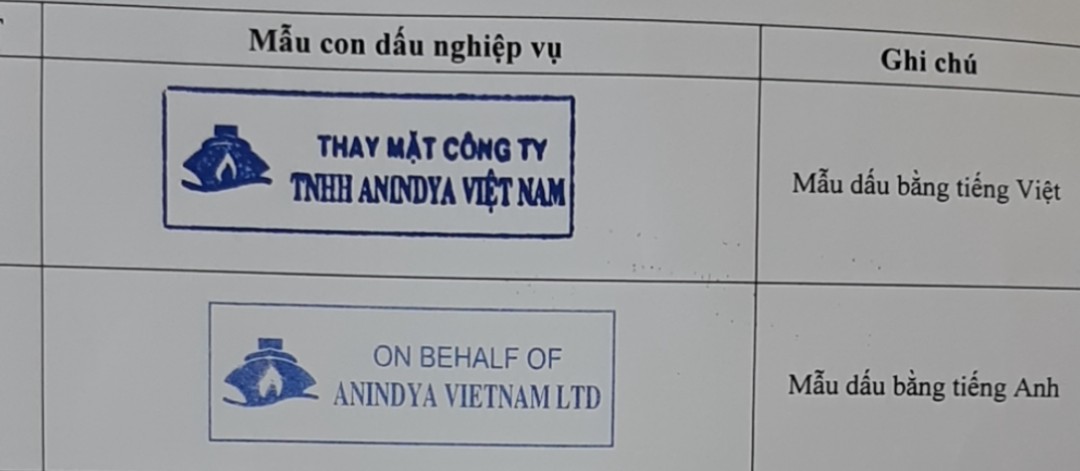 Mẫu con dấu nghiệp vụ
Ghi chú
THAY MẶT CÔNG TY
TNHH ANINDYA VIỆT NAM
Mẫu dấu bằng tiếng Việt
ON BEHALF OF
ANINDYA VIETNAM LTD
Mẫu dấu bằng tiếng Anh